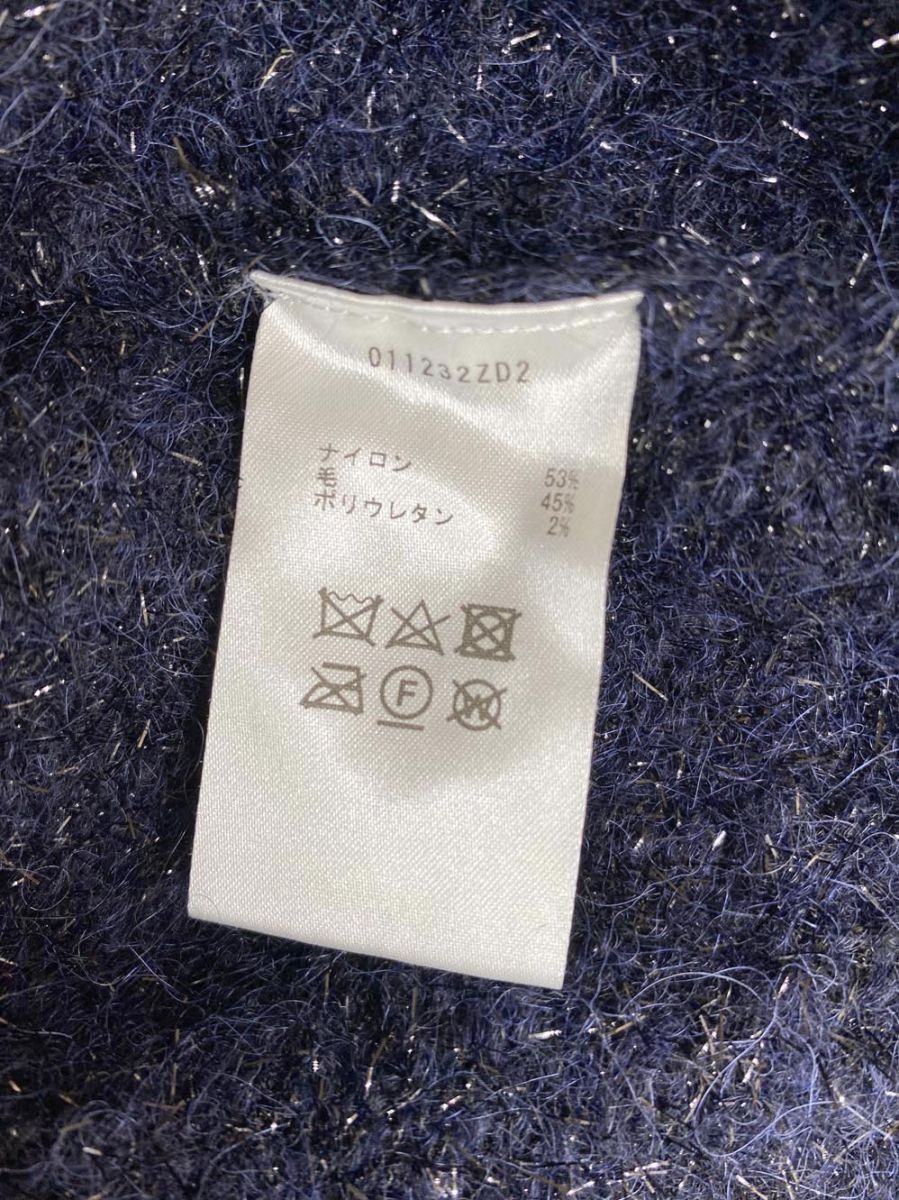 011232ZD2
ナイロン 53%
毛 45%
ポリウレタン 2%
F W